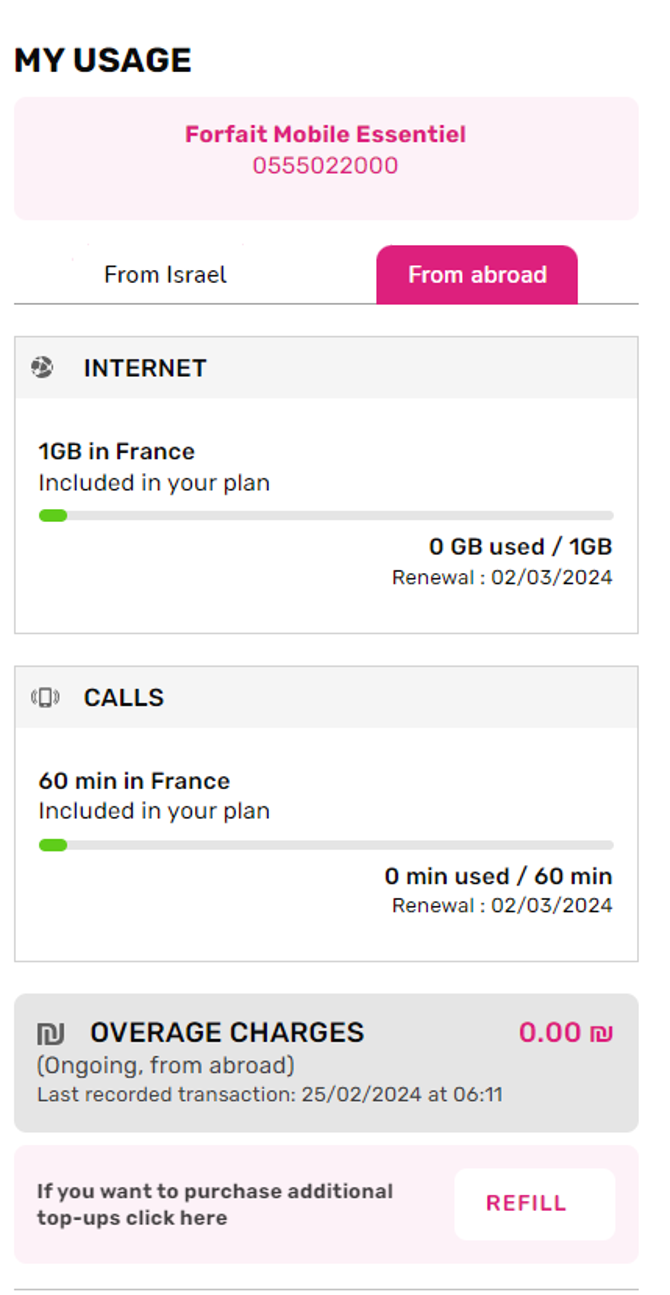 MY USAGE
Forfait Mobile Essentiel
0555022000
From Israel
From abroad
INTERNET
1GB in France
Included in your plan
0 GB used / 1GB
Renewal : 02/03/2024
CALLS
60 min in France
Included in your plan
0 min used / 60 min
Renewal : 02/03/2024
₪ OVERAGE CHARGES 0.00 ₪
(Ongoing, from abroad)
Last recorded transaction: 25/02/2024 at 06:11
If you want to purchase additional
top-ups click here
REFILL